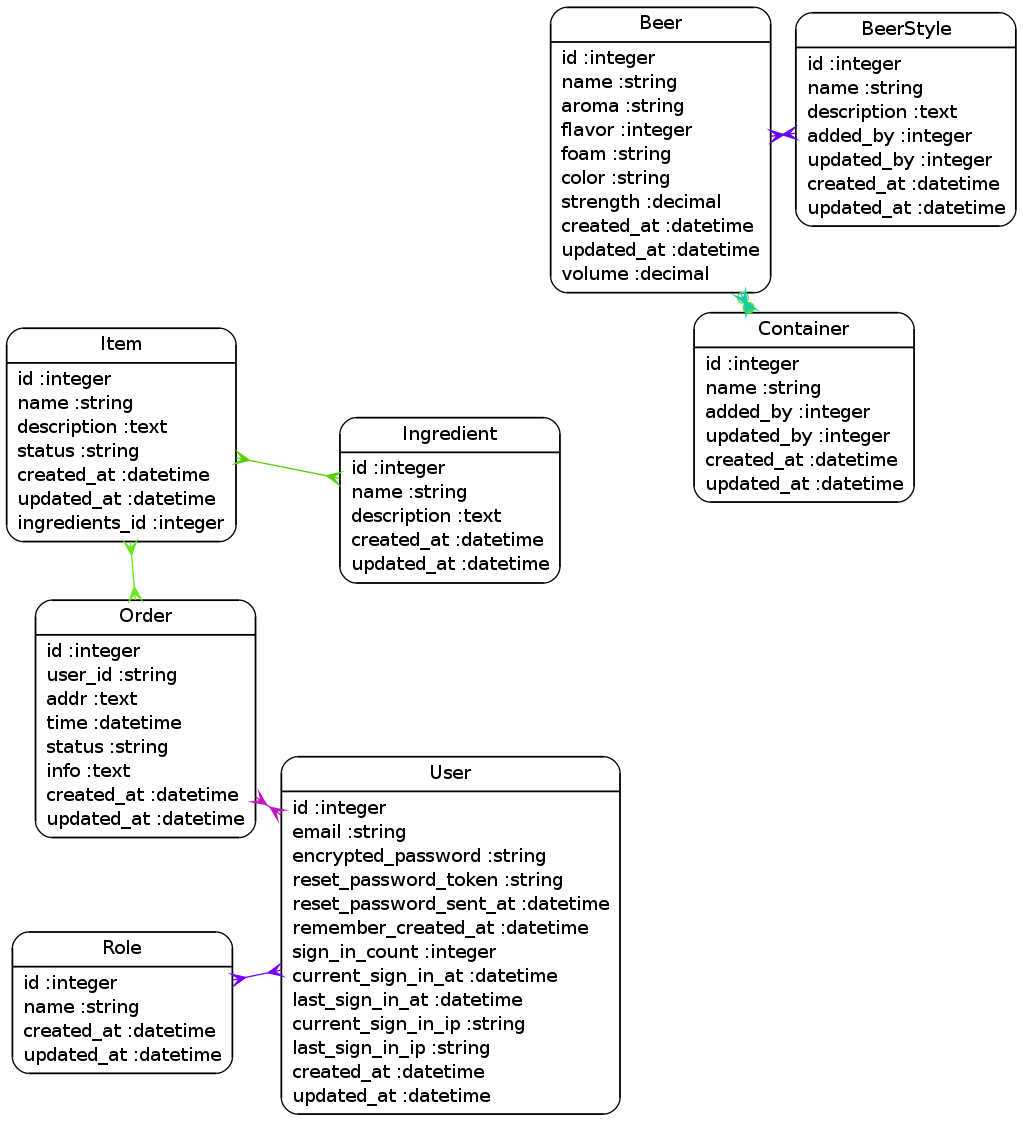 Beer
id :integer
name :string
aroma :string
flavor :integer
foam :string
color :string
strength :decimal
created_at :datetime
updated_at :datetime
volume :decimal
BeerStyle
id :integer
name :string
description :text
added_by :integer
updated_by :integer
created_at :datetime
updated_at :datetime
Container
id :integer
name :string
added_by :integer
updated_by :integer
created_at :datetime
updated_at :datetime
Item
id :integer
name :string
description :text
status :string
created_at :datetime
updated_at :datetime
ingredients_id :integer
Ingredient
id :integer
name :string
description :text
created_at :datetime
updated_at :datetime
Order
id :integer
user_id :string
addr :text
time :datetime
status :string
info :text
created_at :datetime
updated_at :datetime
User
id :integer
email :string
encrypted_password :string
reset_password_token :string
reset_password_sent_at :datetime
remember_created_at :datetime
sign_in_count :integer
current_sign_in_at :datetime
last_sign_in_at :datetime
current_sign_in_ip :string
last_sign_in_ip :string
created_at :datetime
updated_at :datetime
Role
id :integer
name :string
created_at :datetime
updated_at :datetime